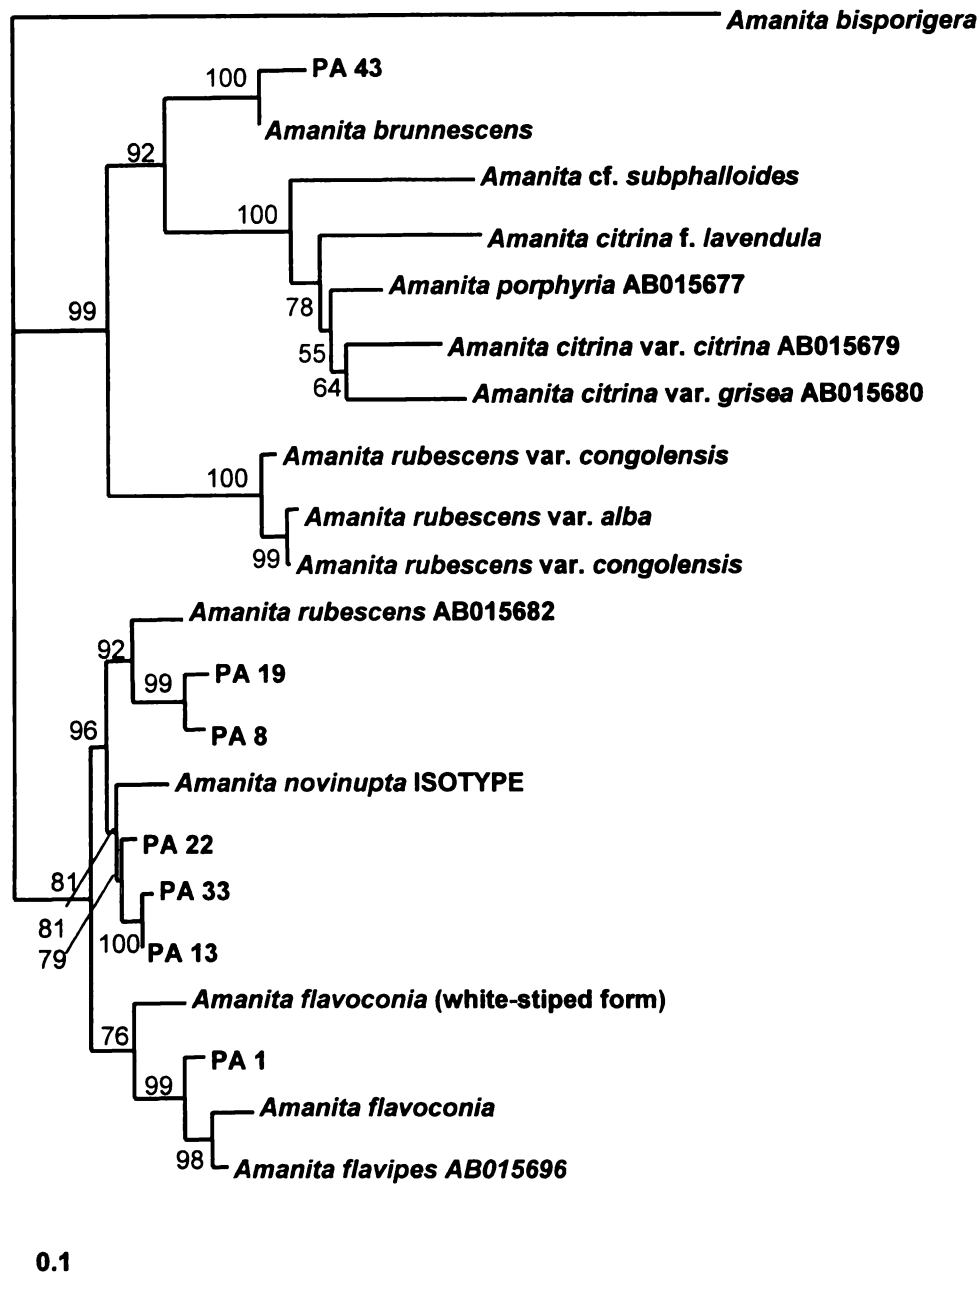 Amanita bisporigera
100 PA 43
Amanita brunnescens
92
Amanita cf. subphalloides
100
Amanita citrina f. lavendula
Amanita porphyria AB015677
78
99
Amanita citrina var. citrina AB015679
55
64
Amanita citrina var. grisea AB015680
Amanita rubescens var. congolensis
100
Amanita rubescens var. alba
99
Amanita rubescens var. congolensis
Amanita rubescens AB015682
92
99 PA 19
PA 8
96
Amanita novinupta ISOTYPE
PA 22
81
PA 33
81
79
100 PA 13
Amanita flavoconia (white-stiped form)
76
PA 1
99
Amanita flavoconia
98
Amanita flavipes AB015696
0.1